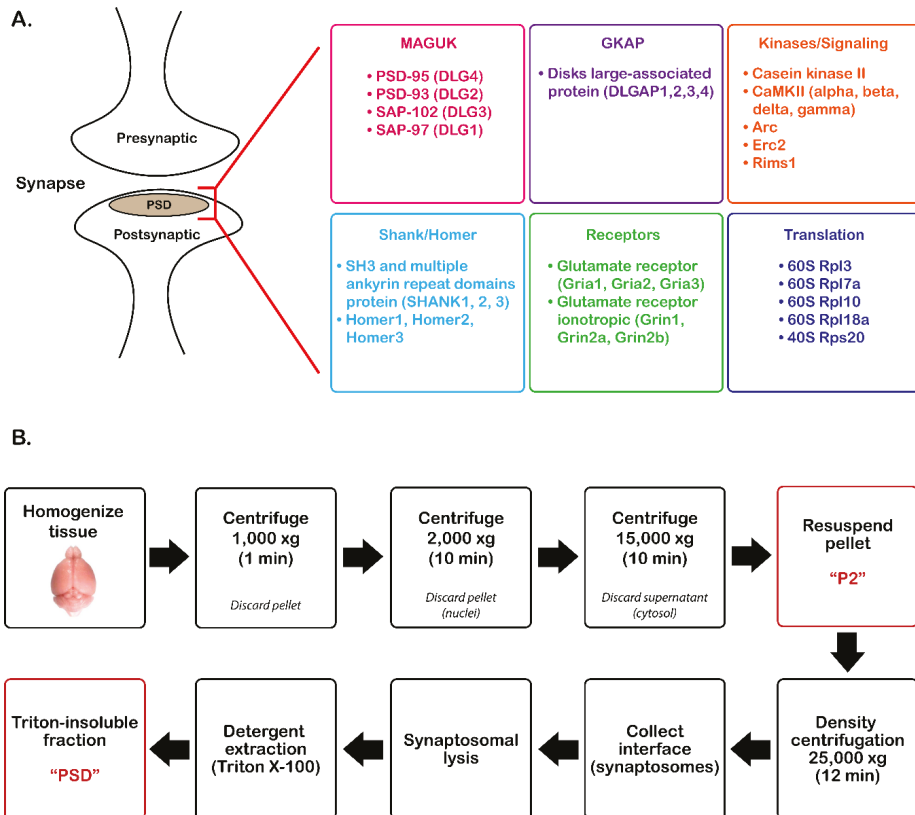 A.
Presynaptic
Synapse
PSD
Postsynaptic
MAGUK
• PSD-95 (DLG4)
• PSD-93 (DLG2)
• SAP-102 (DLG3)
• SAP-97 (DLG1)
GKAP
• Disks large-associated
protein (DLGAP1,2,3,4)
Kinases/Signaling
• Casein kinase II
• CaMKII (alpha, beta,
delta, gamma)
• Arc
• Erc2
• Rims1
Shank/Homer
• SH3 and multiple
ankyrin repeat domains
protein (SHANK1, 2, 3)
• Homer1, Homer2,
Homer3
Receptors
• Glutamate receptor
(Gria1, Gria2, Gria3)
• Glutamate receptor
ionotropic (Grin1,
Grin2a, Grin2b)
Translation
• 60S Rpl3
• 60S Rpl7a
• 60S Rpl10
• 60S Rpl18a
• 40S Rps20
B.
Homogenize
tissue
Centrifuge
1,000 xg
(1 min)
Discard pellet
Centrifuge
2,000 xg
(10 min)
Discard pellet
(nuclei)
Centrifuge
15,000 xg
(10 min)
Discard supernatant
(cytosol)
Resuspend
pellet
“P2”
Density
centrifugation
25,000 xg
(12 min)
Collect
interface
(synaptosomes)
Synaptosomal
lysis
Detergent
extraction
(Triton X-100)
Triton-insoluble
fraction
“PSD”